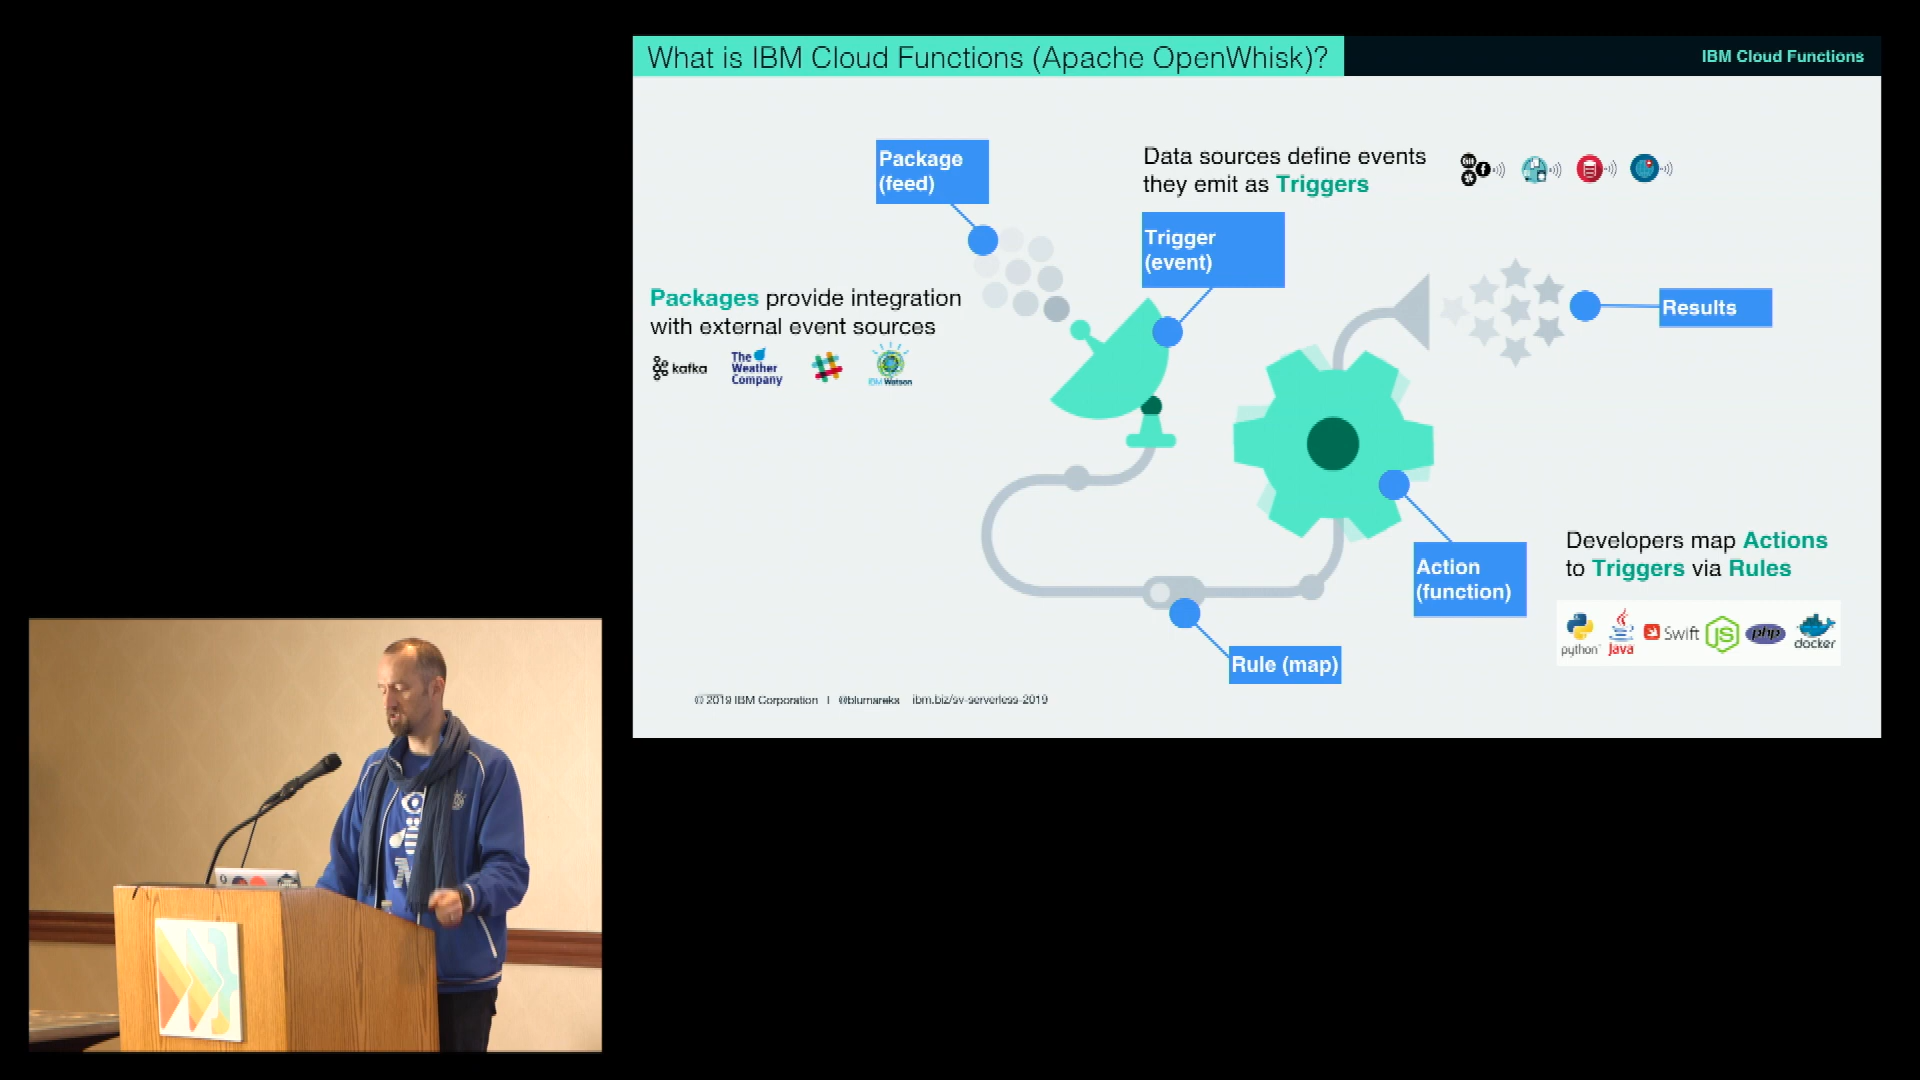 What is IBM Cloud Functions (Apache OpenWhisk)?
IBM Cloud Functions
Package
(feed)
Data sources define events
they emit as Triggers
Trigger
(event)
Packages provide integration
with external event sources
kafka
The
Weather
Company
IBM Watson
Results
Developers map Actions
to Triggers via Rules
Action
(function)
python
Java
Swift
JS
php
docker
Rule (map)
© 2019 IBM Corporation | @blumareks ibm.biz/sv-serverless-2019